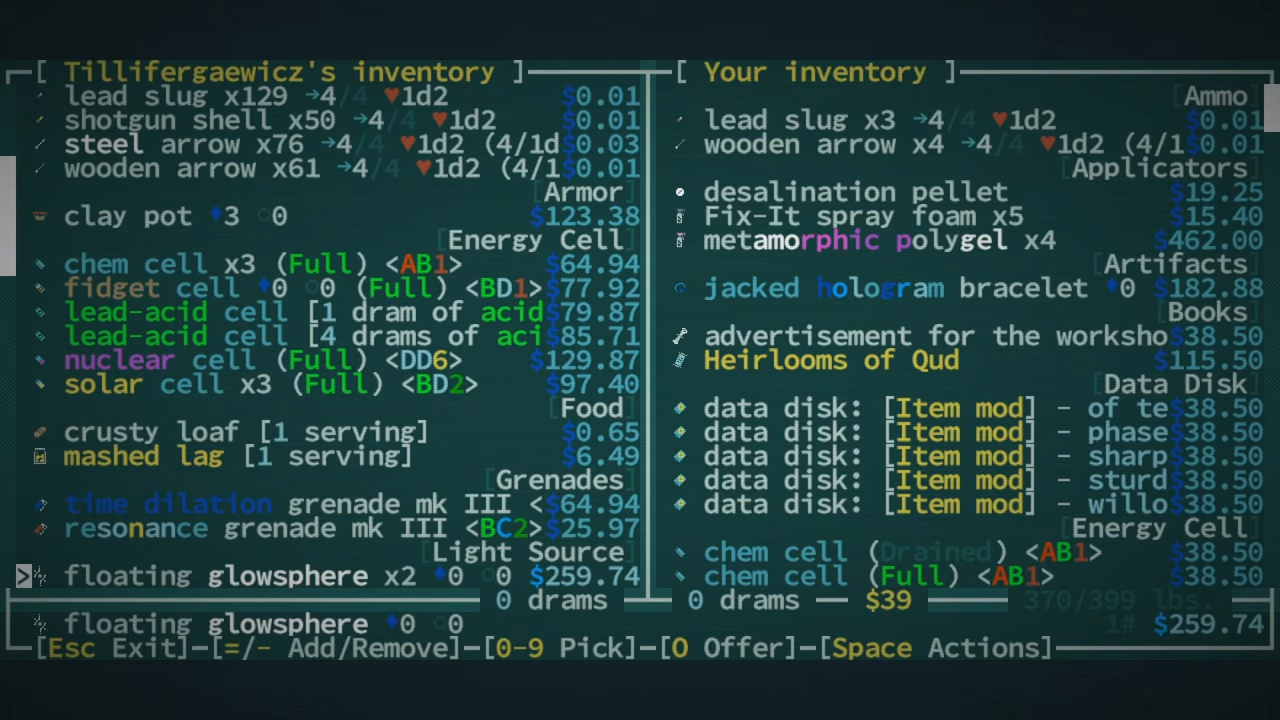 [ Tillifergaewicz's inventory ]
lead slug x129 →4/4 ♥1d2 $0.01
shotgun shell x50 →4/4 ♥1d2 $0.01
steel arrow x76 →4/4 ♥1d2 (4/1d$0.03
wooden arrow x61 →4/4 ♥1d2 (4/1$0.01
[Armor]
clay pot ♦3 ○0 $123.38
[Energy Cell]
chem cell x3 (Full) <AB1> $64.94
fidget cell ♦0 ○0 (Full) <BD1>$77.92
lead-acid cell [1 dram of acid$79.87
lead-acid cell [4 drams of aci$85.71
nuclear cell (Full) <DD6> $129.87
solar cell x3 (Full) <BD2> $97.40
[Food]
crusty loaf [1 serving] $0.65
mashed lag [1 serving] $6.49
[Grenades]
time dilation grenade mk III <$64.94
resonance grenade mk III <BC2>$25.97
[Light Source]
> floating glowsphere x2 ♦0 ○0 $259.74
0 drams
[ Your inventory ]
[Ammo]
lead slug x3 →4/4 ♥1d2 $0.01
wooden arrow x4 →4/4 ♥1d2 (4/1$0.01
[Applicators]
desalination pellet $19.25
Fix-It spray foam x5 $15.40
metamorphic polygel x4 $462.00
[Artifacts]
jacked hologram bracelet ♦0 $182.88
[Books]
advertisement for the worksho$38.50
Heirlooms of Qud $115.50
[Data Disk]
data disk: [Item mod] - of te$38.50
data disk: [Item mod] - phase$38.50
data disk: [Item mod] - sharp$38.50
data disk: [Item mod] - sturd$38.50
data disk: [Item mod] - willo$38.50
[Energy Cell]
chem cell (Drained) <AB1> $38.50
chem cell (Full) <AB1> $38.50
0 drams — $39 370/399 lbs.
floating glowsphere ♦0 ○0 1# $259.74
[Esc Exit]—[=/- Add/Remove]—[0-9 Pick]—[O Offer]—[Space Actions]